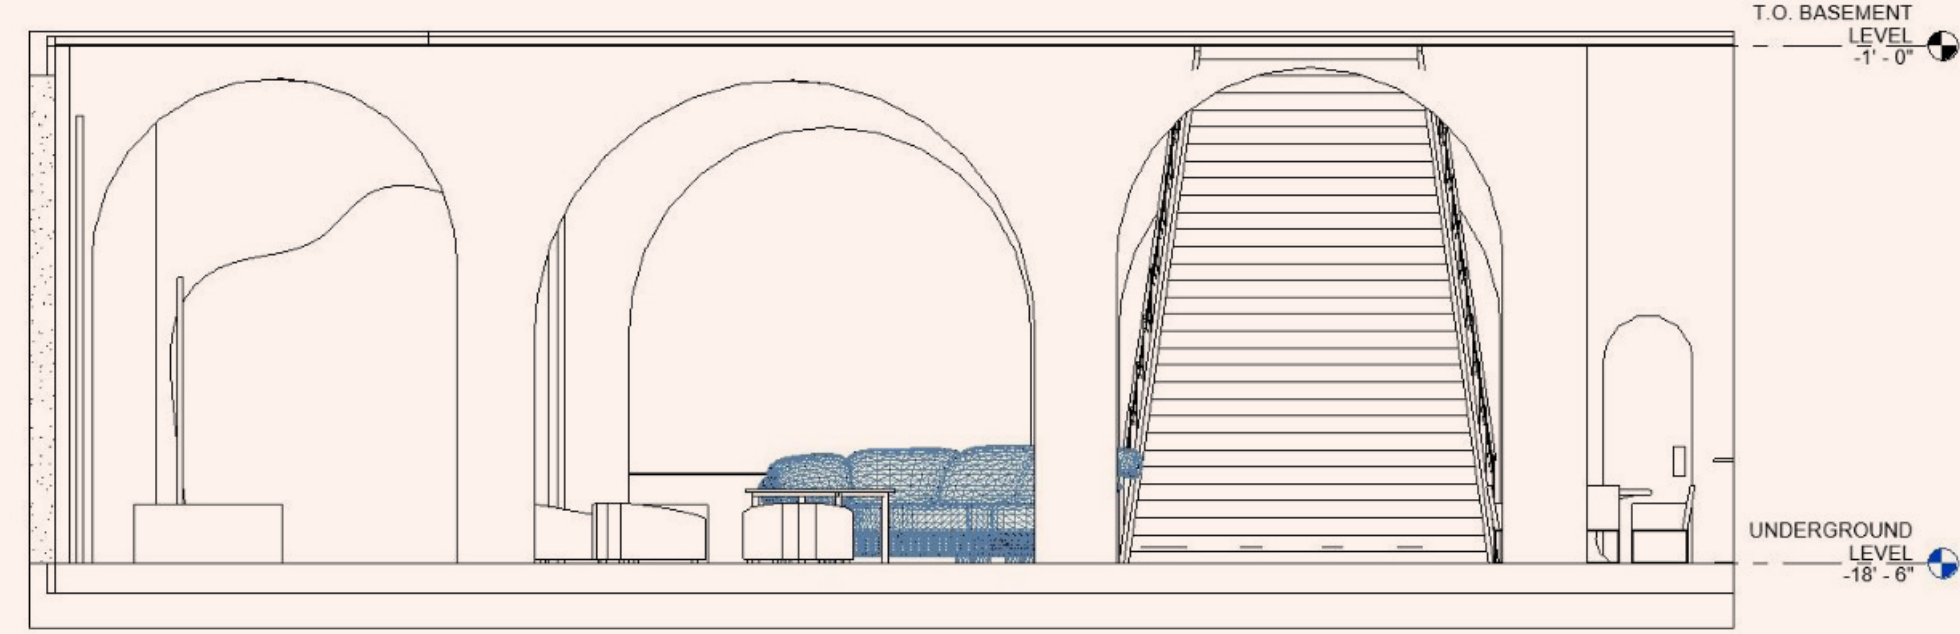 T.O. BASEMENT
LEVEL
-1' - 0"
UNDERGROUND
LEVEL
-18' - 6"